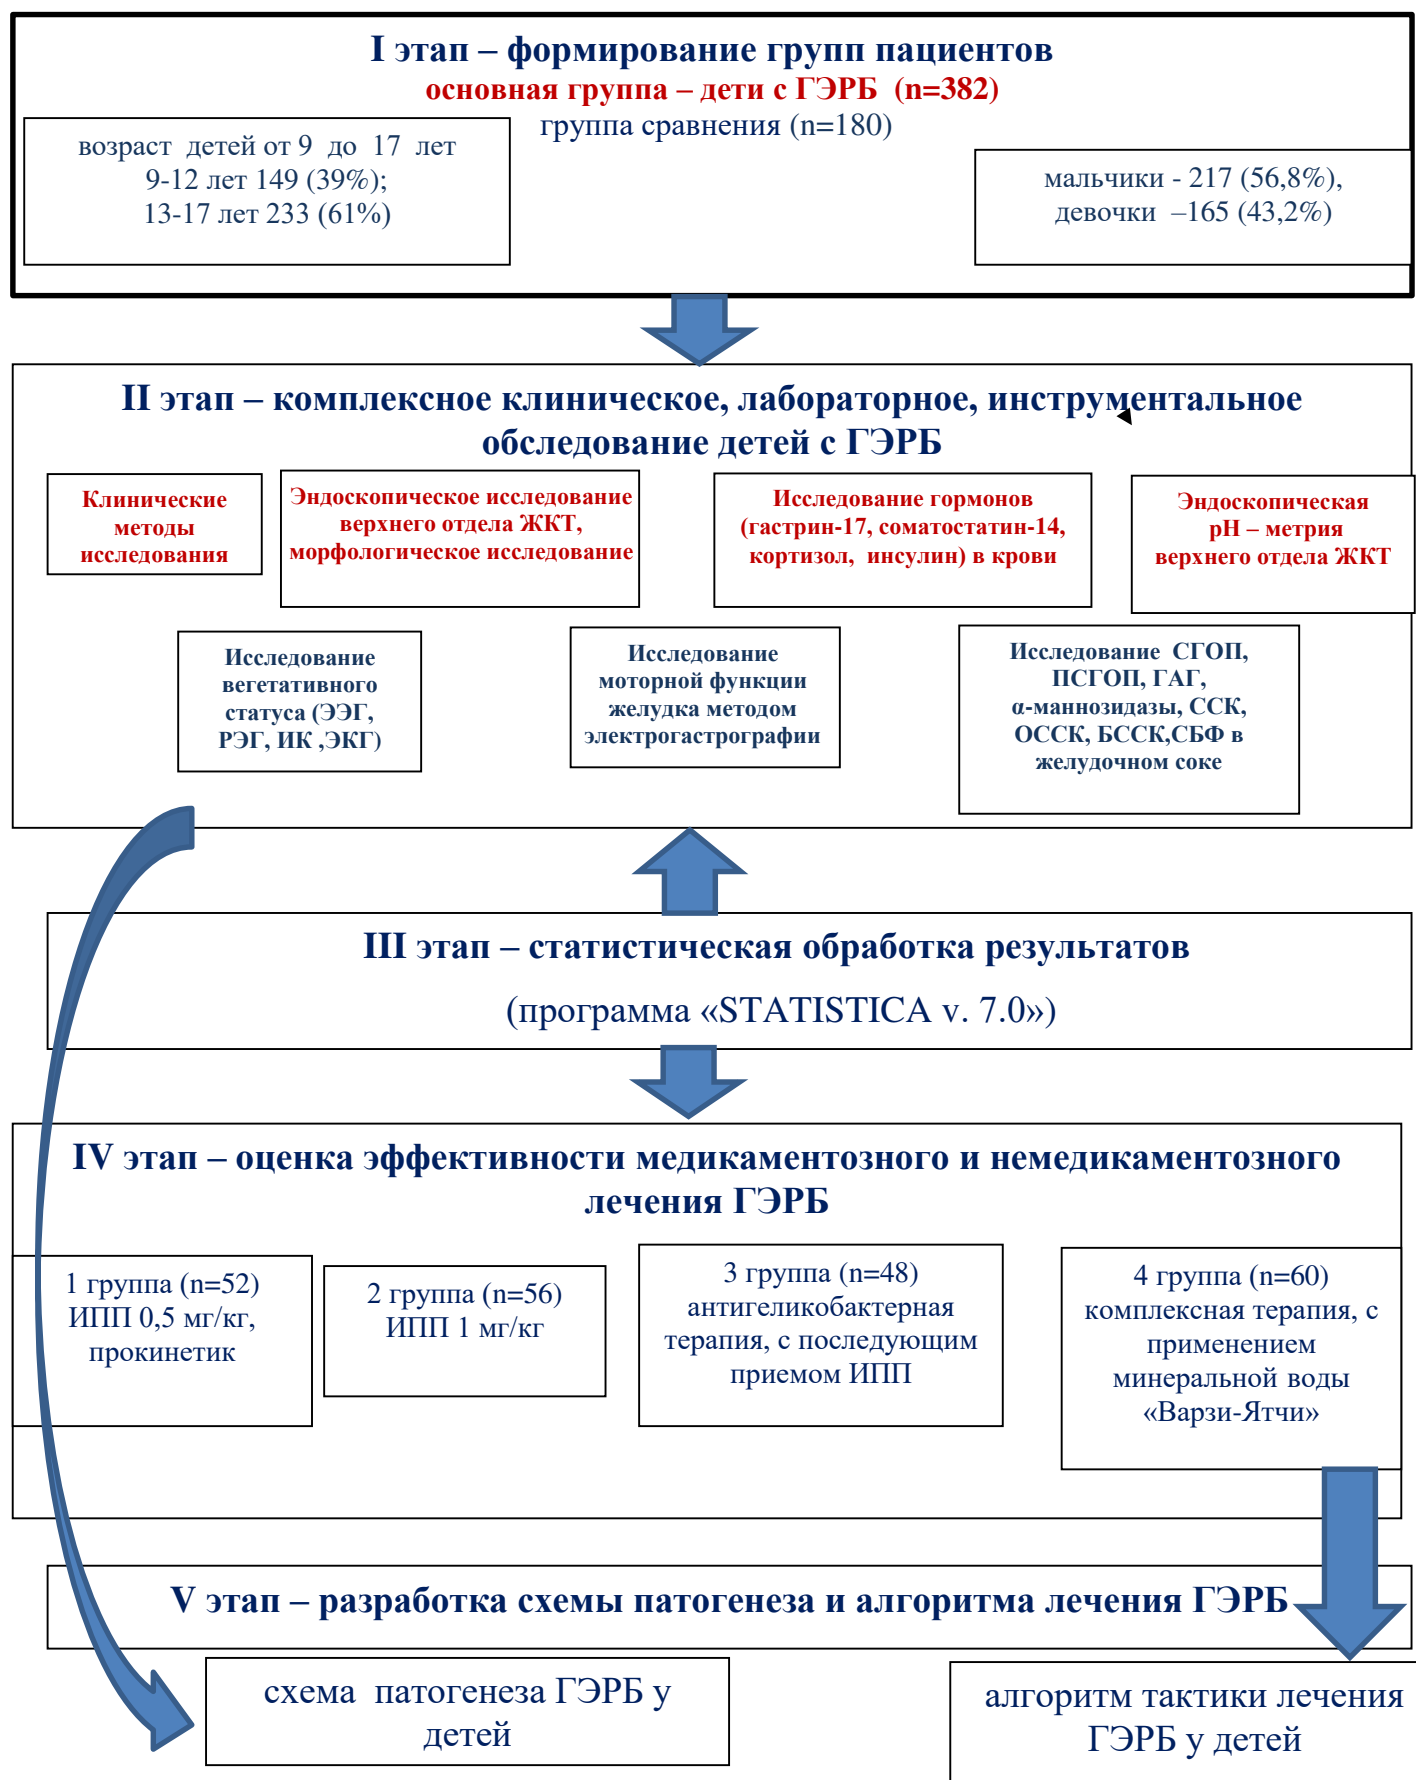 I этап – формирование групп пациентов
основная группа – дети с ГЭРБ (n=382)
группа сравнения (n=180)
возраст детей от 9 до 17 лет
9-12 лет 149 (39%);
13-17 лет 233 (61%)
мальчики - 217 (56,8%),
девочки –165 (43,2%)
II этап – комплексное клиническое, лабораторное, инструментальное
обследование детей с ГЭРБ
Клинические
методы
исследования
Эндоскопическое исследование
верхнего отдела ЖКТ,
морфологическое исследование
Исследование гормонов
(гастрин-17, соматостатин-14,
кортизол, инсулин) в крови
Эндоскопическая
рН – метрия
верхнего отдела ЖКТ
Исследование
вегетативного
статуса (ЭЭГ,
РЭГ, ИК ,ЭКГ)
Исследование
моторной функции
желудка методом
электрогастрографии
Исследование СГОП,
ПСГОП, ГАГ,
α-маннозидазы, ССК,
ОССК, БССК,СБФ в
желудочном соке
III этап – статистическая обработка результатов
(программа «STATISTICA v. 7.0»)
IV этап – оценка эффективности медикаментозного и немедикаментозного
лечения ГЭРБ
1 группа (n=52)
ИПП 0,5 мг/кг,
прокинетик
2 группа (n=56)
ИПП 1 мг/кг
3 группа (n=48)
антигеликобактерная
терапия, с последующим
приемом ИПП
4 группа (n=60)
комплексная терапия, с
применением
минеральной воды
«Варзи-Ятчи»
V этап – разработка схемы патогенеза и алгоритма лечения ГЭРБ
схема патогенеза ГЭРБ у
детей
алгоритм тактики лечения
ГЭРБ у детей